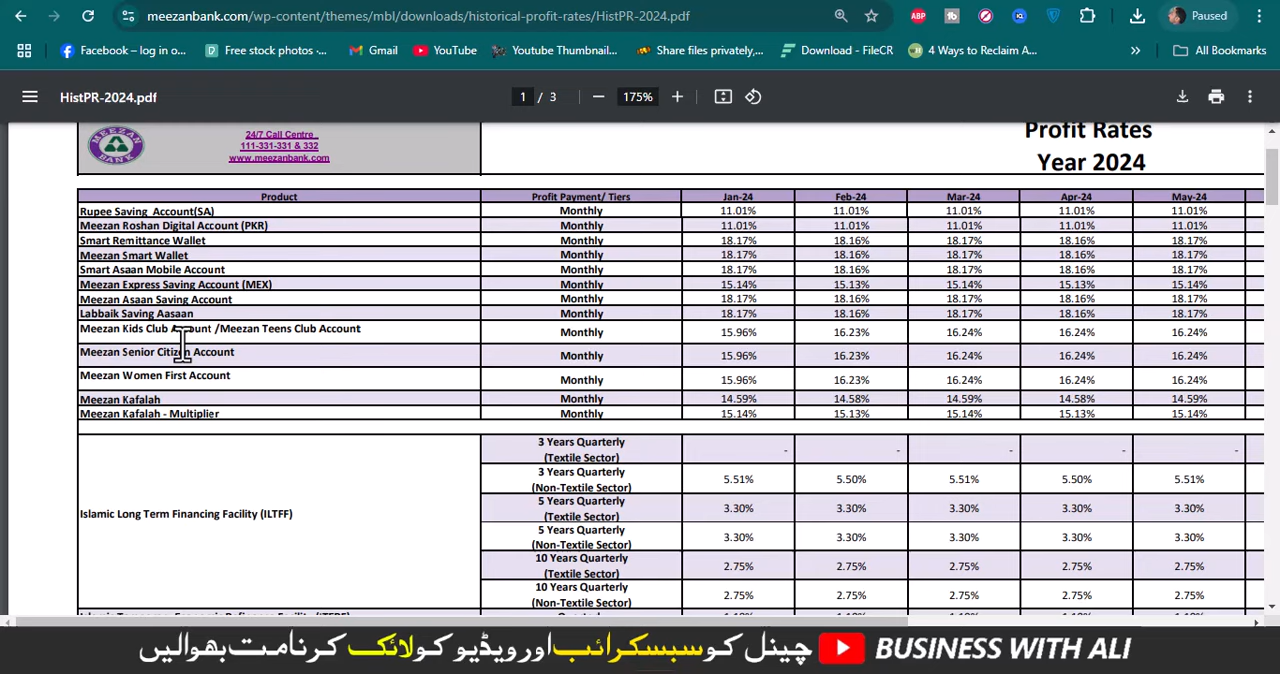 meezanbank.com/wp-content/themes/mbl/downloads/historical-profit-rates/HistPR-2024.pdf
ABP
Paused
Facebook – log in o...
Free stock photos -...
Gmail
YouTube
Youtube Thumbnail...
Share files privately,...
Download - FileCR
4 Ways to Reclaim A...
»
All Bookmarks
HistPR-2024.pdf
1 / 3
175%
MEEZAN BANK
24/7 Call Centre
111-331-331 & 332
www.meezanbank.com
Profit Rates
Year 2024
Product Profit Payment/ Tiers Jan-24 Feb-24 Mar-24 Apr-24 May-24
Rupee Saving Account(SA) Monthly 11.01% 11.01% 11.01% 11.01% 11.01%
Meezan Roshan Digital Account (PKR) Monthly 11.01% 11.01% 11.01% 11.01% 11.01%
Smart Remittance Wallet Monthly 18.17% 18.16% 18.17% 18.16% 18.17%
Meezan Smart Wallet Monthly 18.17% 18.16% 18.17% 18.16% 18.17%
Smart Asaan Mobile Account Monthly 18.17% 18.16% 18.17% 18.16% 18.17%
Meezan Express Saving Account (MEX) Monthly 15.14% 15.13% 15.14% 15.13% 15.14%
Meezan Asaan Saving Account Monthly 18.17% 18.16% 18.17% 18.16% 18.17%
Labbaik Saving Aasaan Monthly 18.17% 18.16% 18.17% 18.16% 18.17%
Meezan Kids Club Account /Meezan Teens Club Account Monthly 15.96% 16.23% 16.24% 16.24% 16.24%
Meezan Senior Citizen Account Monthly 15.96% 16.23% 16.24% 16.24% 16.24%
Meezan Women First Account Monthly 15.96% 16.23% 16.24% 16.24% 16.24%
Meezan Kafalah Monthly 14.59% 14.58% 14.59% 14.58% 14.59%
Meezan Kafalah - Multiplier Monthly 15.14% 15.13% 15.14% 15.13% 15.14%
Islamic Long Term Financing Facility (ILTFF)
3 Years Quarterly
(Textile Sector) - - - - -
3 Years Quarterly
(Non-Textile Sector) 5.51% 5.50% 5.51% 5.50% 5.51%
5 Years Quarterly
(Textile Sector) 3.30% 3.30% 3.30% 3.30% 3.30%
5 Years Quarterly
(Non-Textile Sector) 3.30% 3.30% 3.30% 3.30% 3.30%
10 Years Quarterly
(Textile Sector) 2.75% 2.75% 2.75% 2.75% 2.75%
10 Years Quarterly
(Non-Textile Sector) 2.75% 2.75% 2.75% 2.75% 2.75%
چینل کو سبسکرائب اور ویڈیو کو لائک کرنا مت بھولیں
BUSINESS WITH ALI